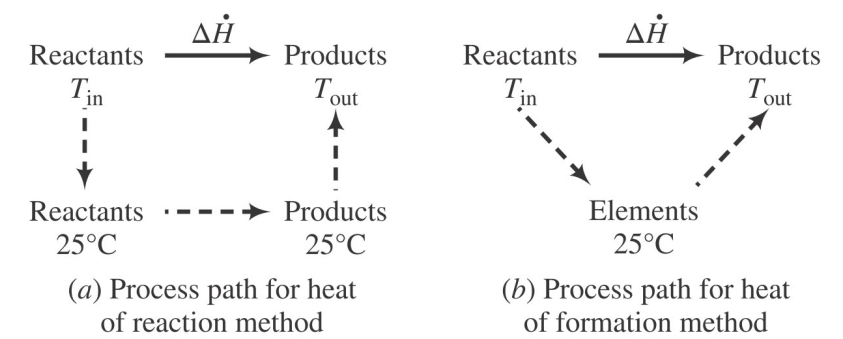 ΔḢ
Reactants Products
T_in T_out
Reactants Products
25°C 25°C
(a) Process path for heat
of reaction method
ΔḢ
Reactants Products
T_in T_out
Elements
25°C
(b) Process path for heat
of formation method